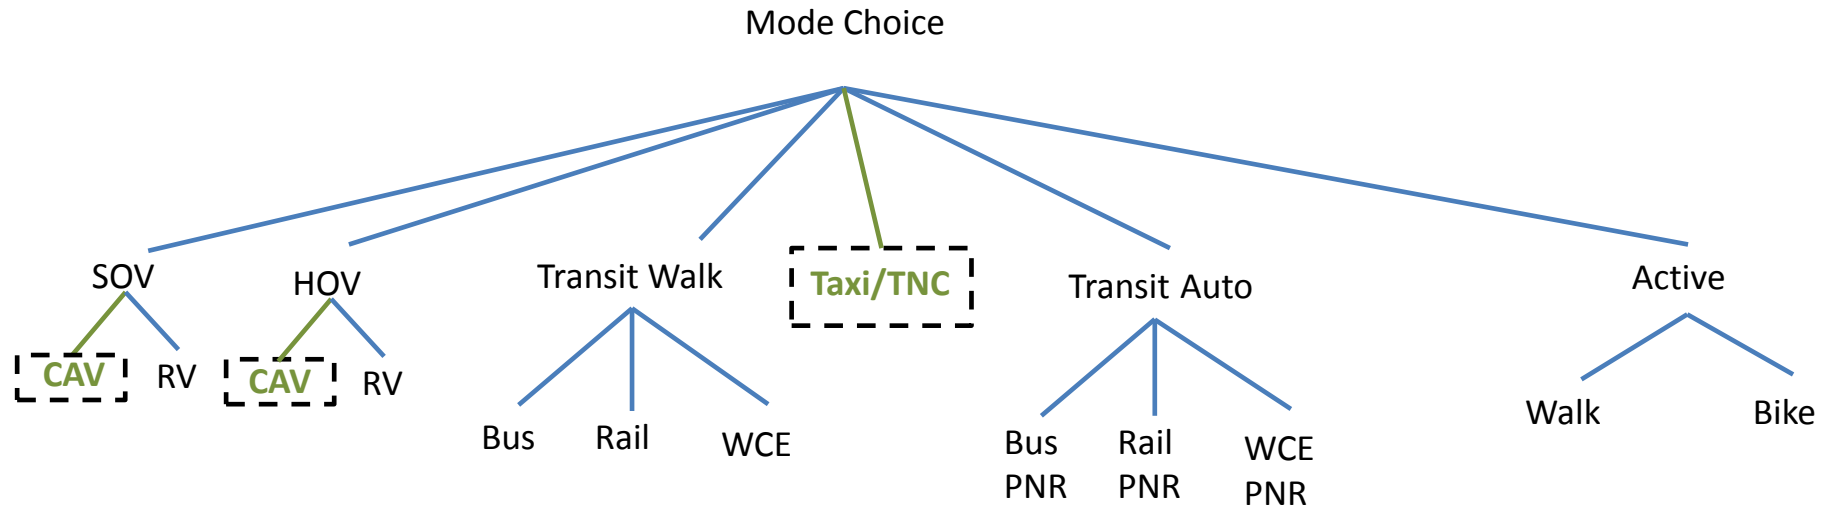 Mode Choice
SOV
HOV
Transit Walk
Taxi/TNC
Transit Auto
Active
CAV
RV
CAV
RV
Bus
Rail
WCE
Bus
PNR
Rail
PNR
WCE
PNR
Walk
Bike